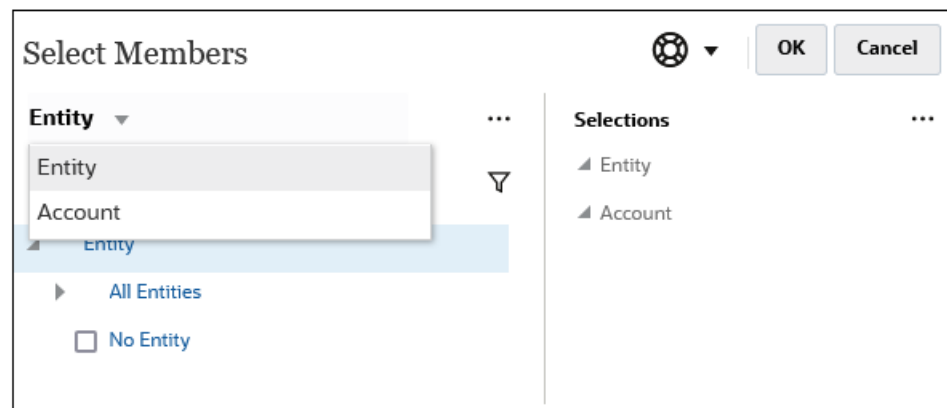 Select Members
OK
Cancel
Entity
Entity
Account
Entity
All Entities
No Entity
Selections
Entity
Account